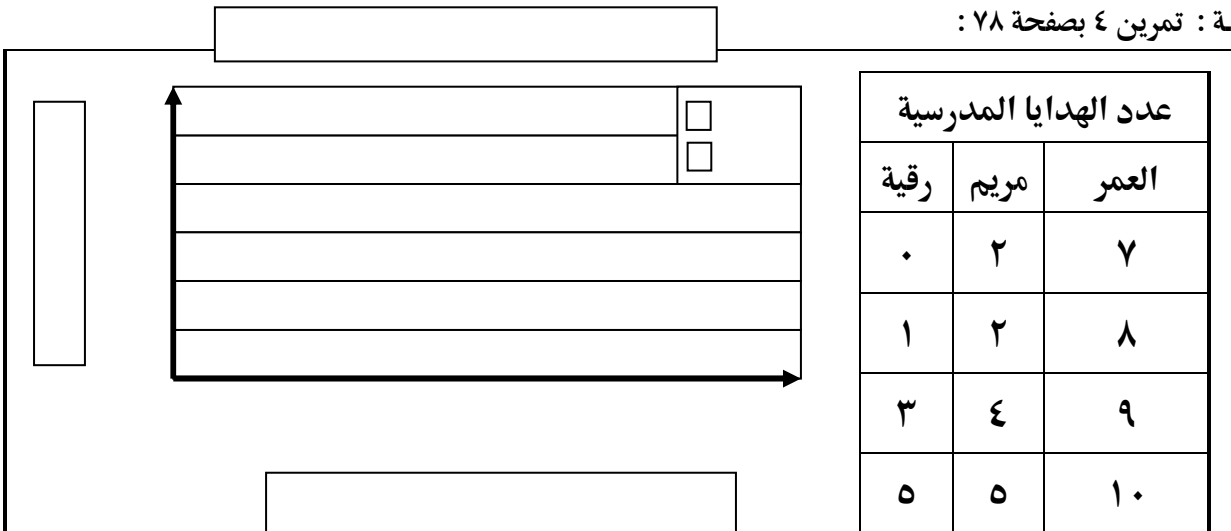 تمرين ٤ بصفحة ٧٨ :
عدد الهدايا المدرسية
العمر مريم رقية
٧ ٢ ٠
٨ ٢ ١
٩ ٤ ٣
١٠ ٥ ٥